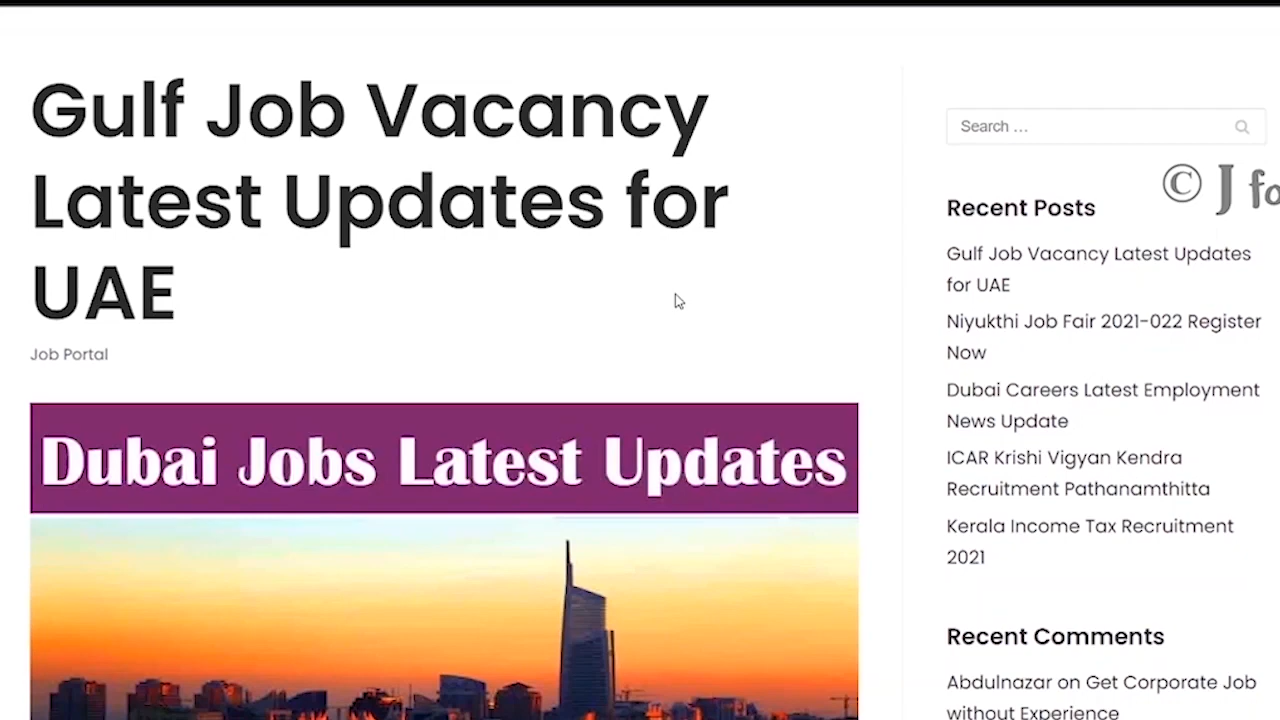 Gulf Job Vacancy
Latest Updates for
UAE
Job Portal
Dubai Jobs Latest Updates
Search ...
© J fo
Recent Posts
Gulf Job Vacancy Latest Updates
for UAE
Niyukthi Job Fair 2021-022 Register
Now
Dubai Careers Latest Employment
News Update
ICAR Krishi Vigyan Kendra
Recruitment Pathanamthitta
Kerala Income Tax Recruitment
2021
Recent Comments
Abdulnazar on Get Corporate Job
without Experience